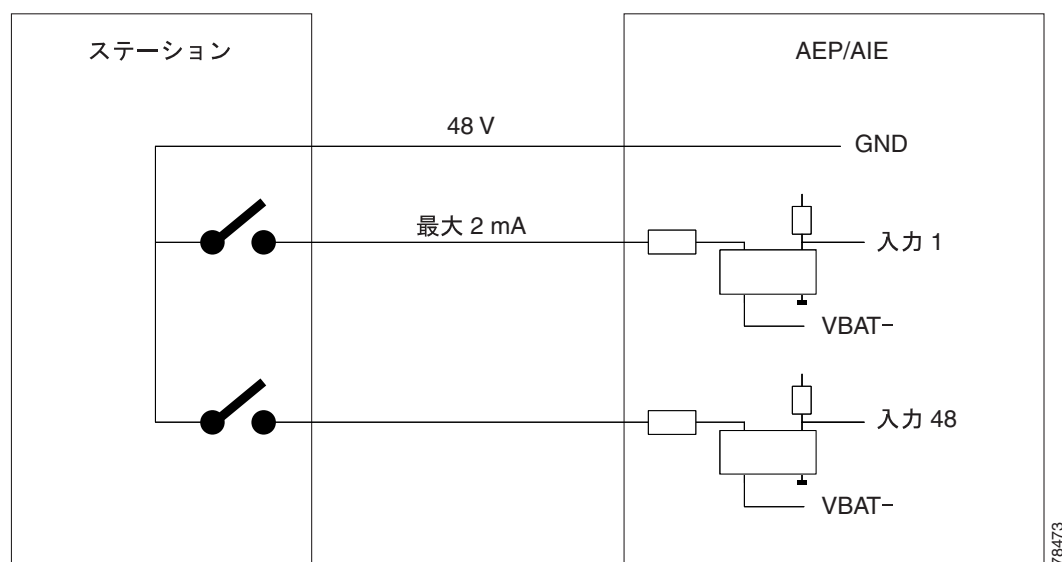 ステーション
AEP/AIE
48 V
GND
最大 2 mA
入力 1
VBAT–
入力 48
VBAT–
78473